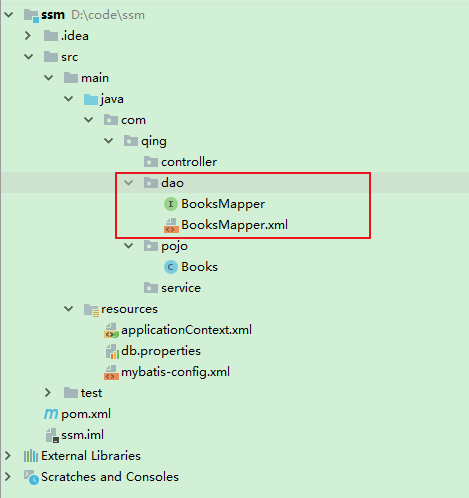 ssm D:\code\ssm
.idea
src
main
java
com
qing
controller
dao
BooksMapper
BooksMapper.xml
pojo
Books
service
resources
applicationContext.xml
db.properties
mybatis-config.xml
test
pom.xml
ssm.iml
External Libraries
Scratches and Consoles